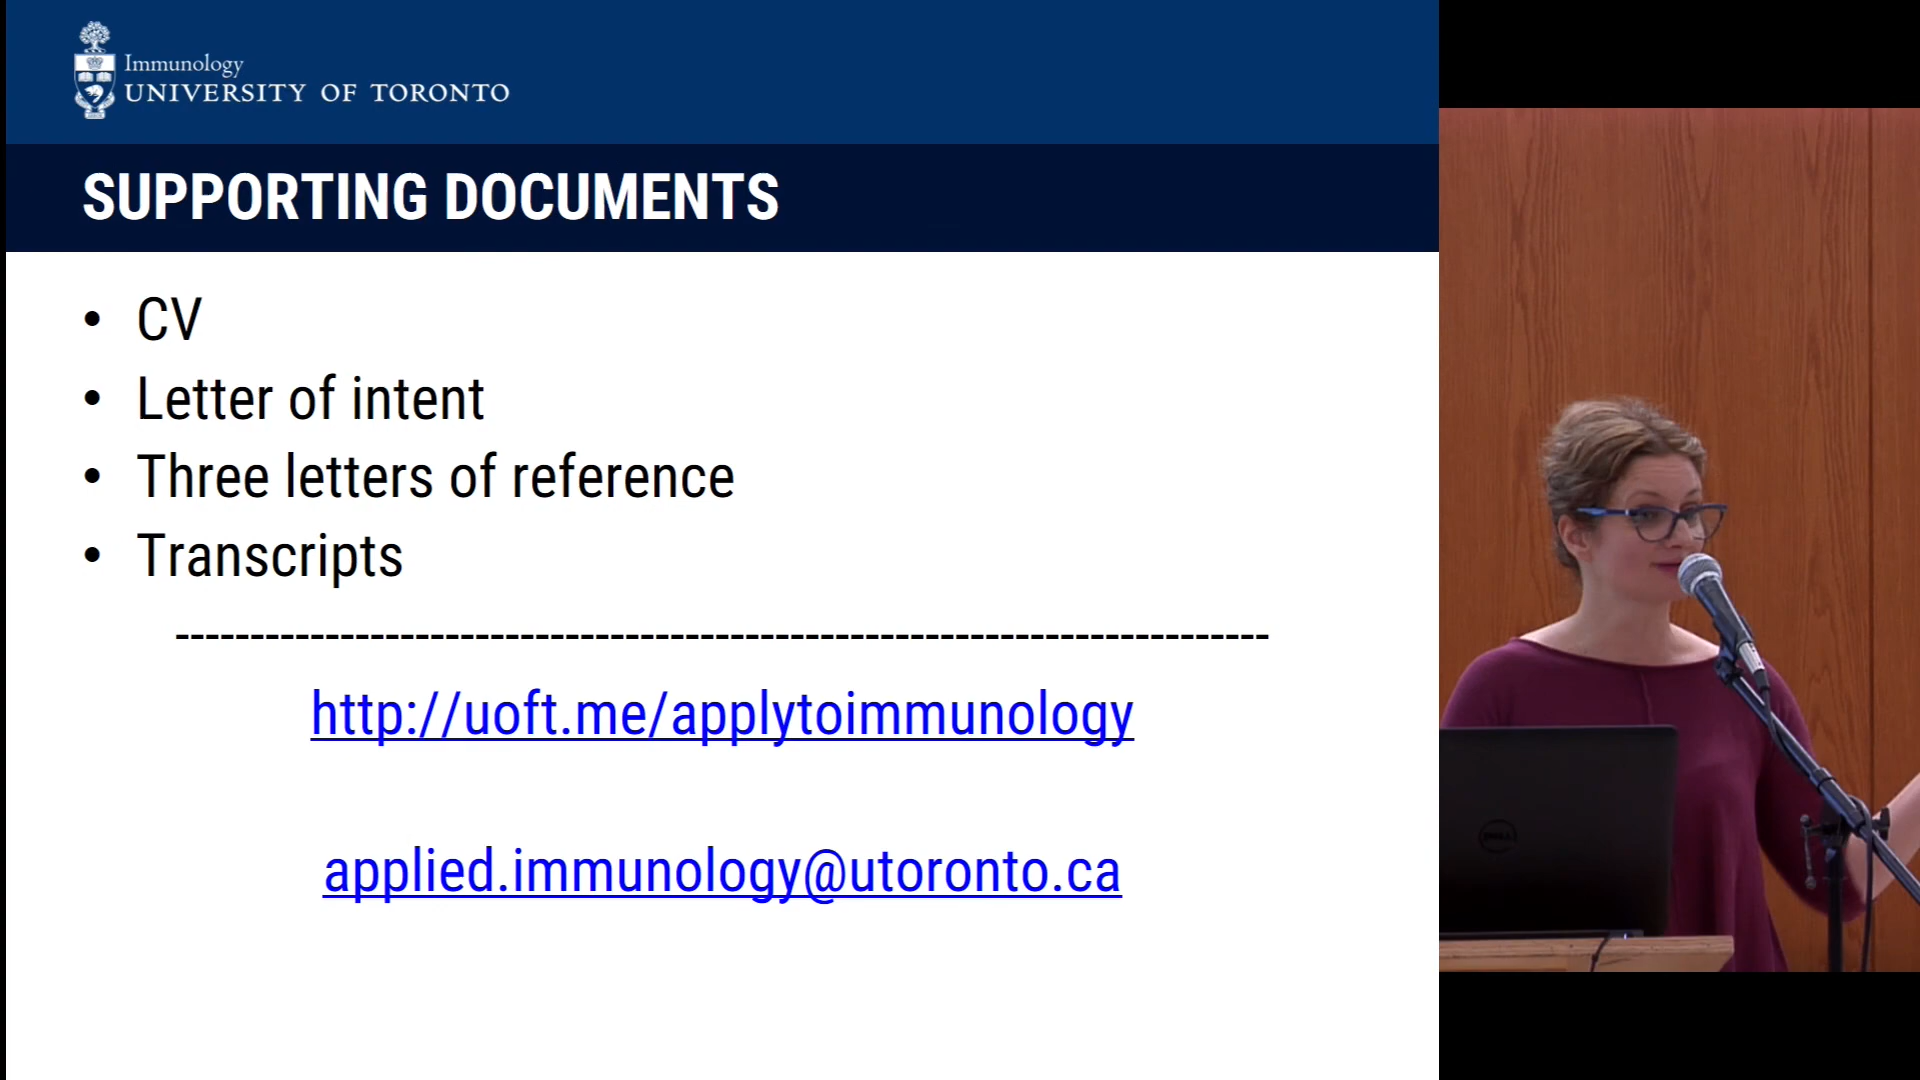 Immunology
UNIVERSITY OF TORONTO
SUPPORTING DOCUMENTS
• CV
• Letter of intent
• Three letters of reference
• Transcripts
-------------------------------------------------------------------------
http://uoft.me/applytoimmunology
applied.immunology@utoronto.ca
DELL